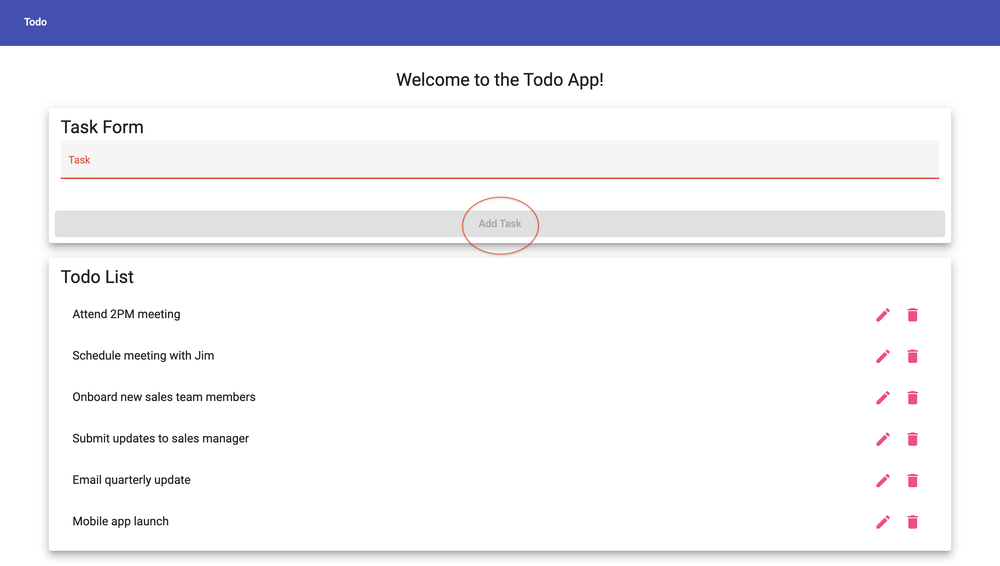 Todo
Welcome to the Todo App!
Task Form
Task
Add Task
Todo List
Attend 2PM meeting
Schedule meeting with Jim
Onboard new sales team members
Submit updates to sales manager
Email quarterly update
Mobile app launch